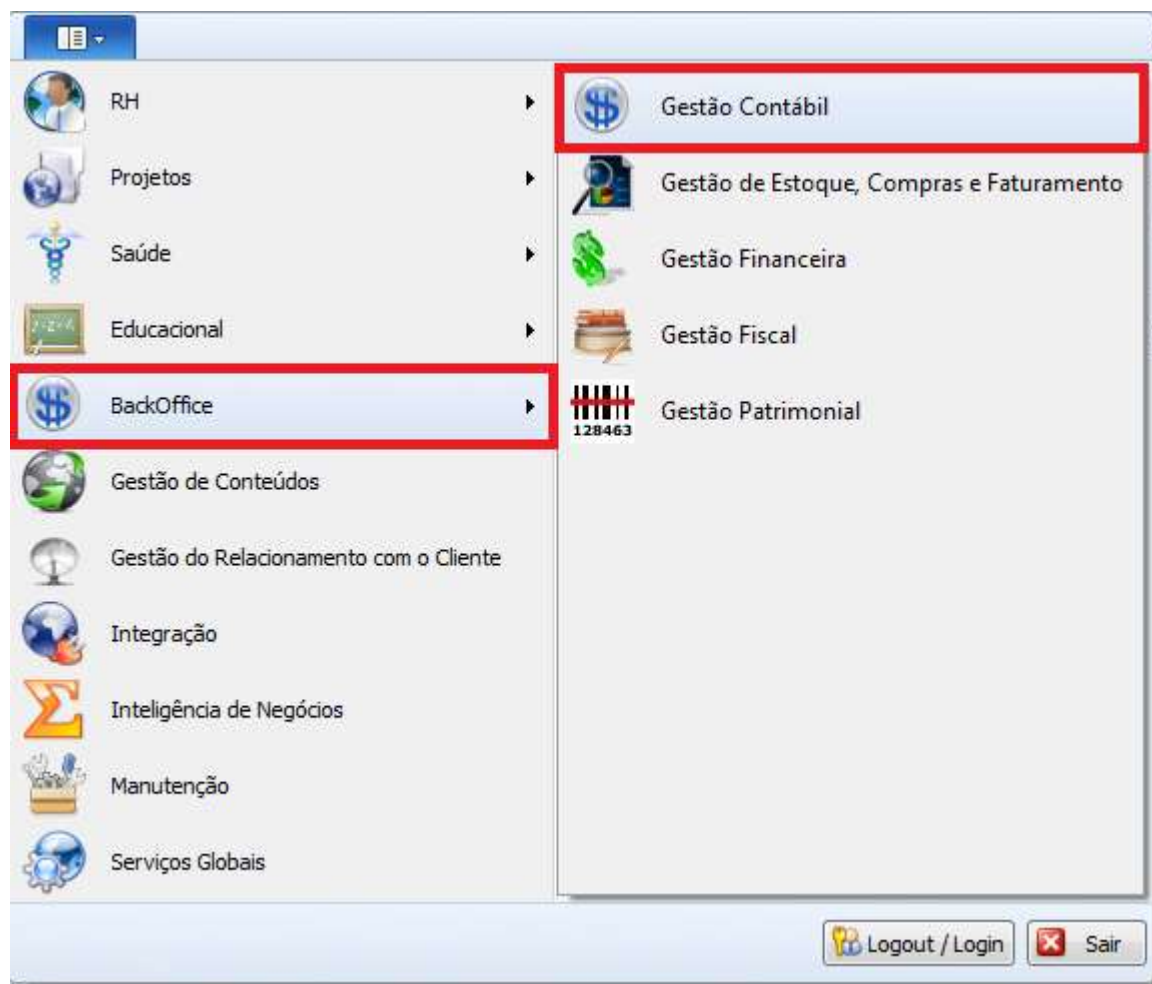 RH
Projetos
Saúde
Educacional
BackOffice
Gestão de Conteúdos
Gestão do Relacionamento com o Cliente
Integração
Inteligência de Negócios
Manutenção
Serviços Globais
Gestão Contábil
Gestão de Estoque, Compras e Faturamento
Gestão Financeira
Gestão Fiscal
128463
Gestão Patrimonial
Logout / Login
Sair